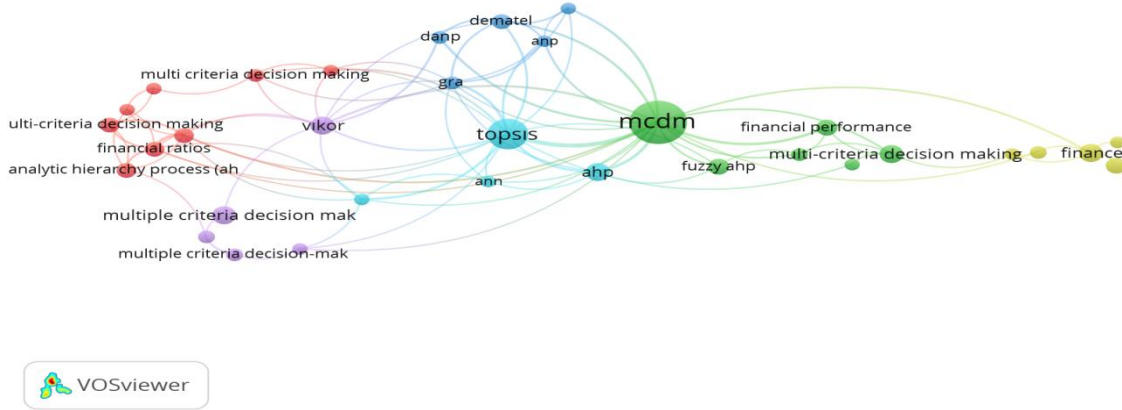 dematel
danp
anp
multi criteria decision making
gra
ulti-criteria decision making
vikor
topsis
mcdm
financial performance
financial ratios
multi-criteria decision making
finance
analytic hierarchy process (ah
fuzzy ahp
ahp
ann
multiple criteria decision mak
multiple criteria decision-mak
VOSviewer